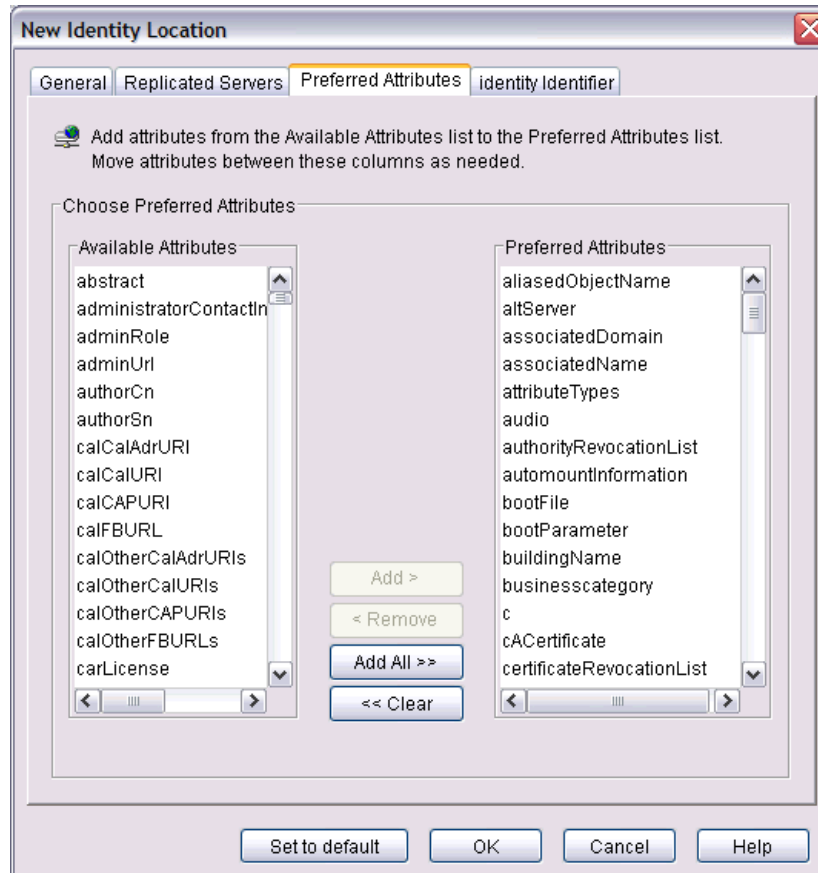 New Identity Location
General Replicated Servers Preferred Attributes identity Identifier
Add attributes from the Available Attributes list to the Preferred Attributes list.
Move attributes between these columns as needed.
Choose Preferred Attributes
Available Attributes
abstract
administratorContactIn
adminRole
adminUrl
authorCn
authorSn
calCalAdrURI
calCalURI
calCAPURI
calFBURL
calOtherCalAdrURIs
calOtherCalURIs
calOtherCAPURIs
calOtherFBURLs
carLicense
Add >
< Remove
Add All >>
<< Clear
Preferred Attributes
aliasedObjectName
altServer
associatedDomain
associatedName
attributeTypes
audio
authorityRevocationList
automountInformation
bootFile
bootParameter
buildingName
businesscategory
c
cACertificate
certificateRevocationList
Set to default OK Cancel Help